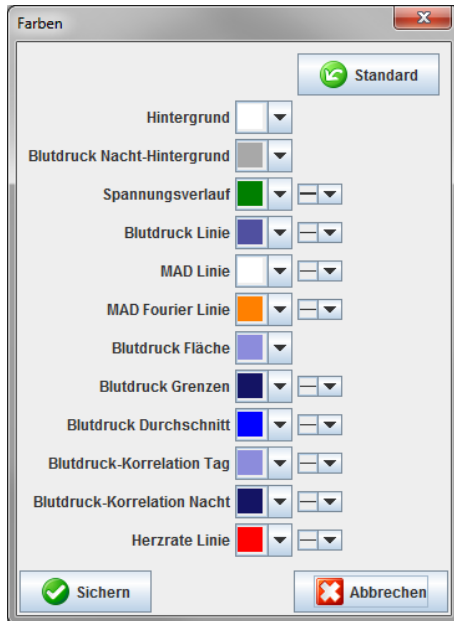 Farben
Standard
Hintergrund
Blutdruck Nacht-Hintergrund
Spannungsverlauf
Blutdruck Linie
MAD Linie
MAD Fourier Linie
Blutdruck Fläche
Blutdruck Grenzen
Blutdruck Durchschnitt
Blutdruck-Korrelation Tag
Blutdruck-Korrelation Nacht
Herzrate Linie
Sichern
Abbrechen